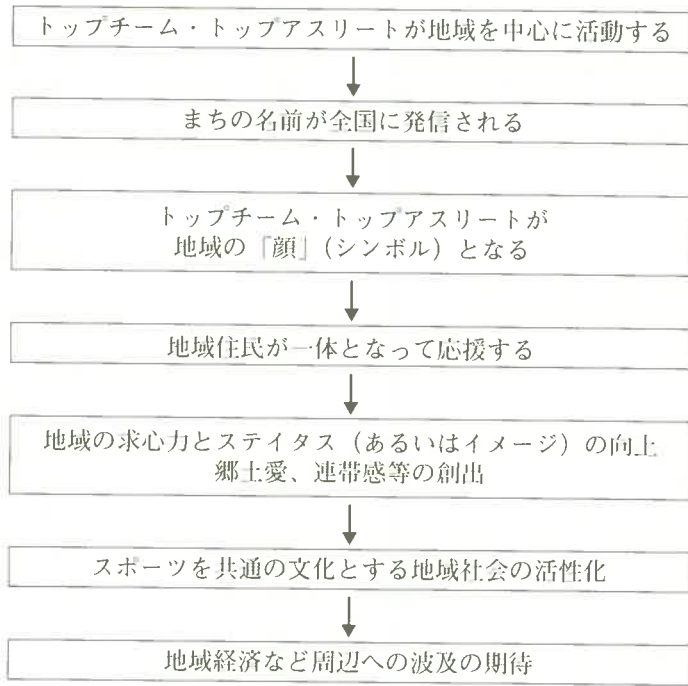 トップチーム・トップアスリートが地域を中心に活動する
まちの名前が全国に発信される
トップチーム・トップアスリートが
地域の「顔」（シンボル）となる
地域住民が一体となって応援する
地域の求心力とステイタス（あるいはイメージ）の向上
郷土愛、連帯感等の創出
スポーツを共通の文化とする地域社会の活性化
地域経済など周辺への波及の期待